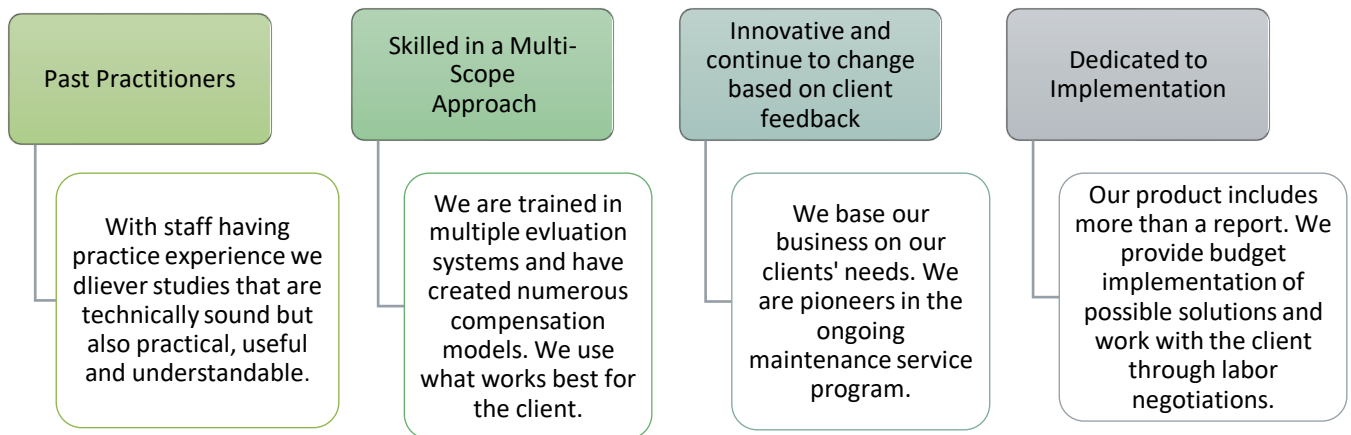 Past Practitioners
With staff having
practice experience we
dliever studies that are
technically sound but
also practical, useful
and understandable.
Skilled in a Multi-
Scope
Approach
We are trained in
multiple evluation
systems and have
created numerous
compensation
models. We use
what works best for
the client.
Innovative and
continue to change
based on client
feedback
We base our
business on our
clients' needs. We
are pioneers in the
ongoing
maintenance service
program.
Dedicated to
Implementation
Our product includes
more than a report. We
provide budget
implementation of
possible solutions and
work with the client
through labor
negotiations.